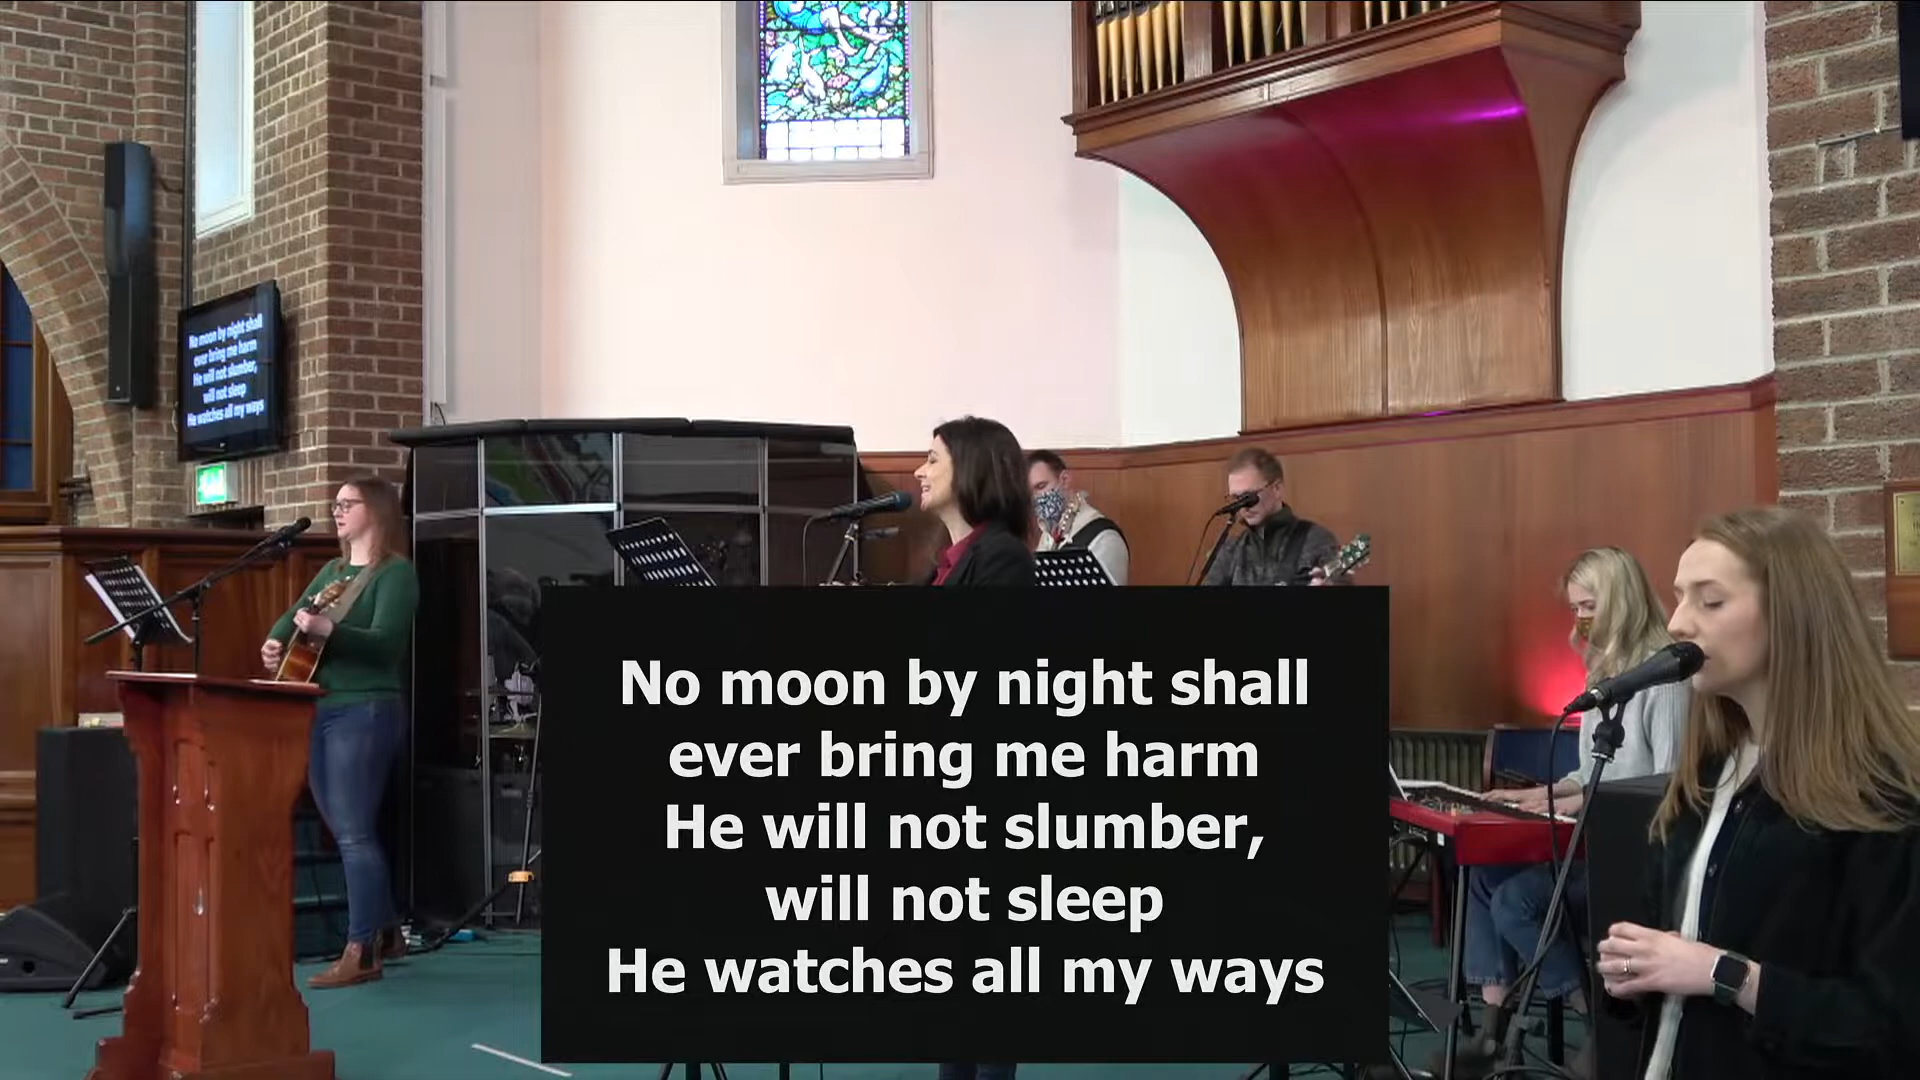 No moon by night shall
ever bring me harm
He will not slumber,
will not sleep
He watches all my ways
No moon by night shall
ever bring me harm
He will not slumber,
will not sleep
He watches all my ways